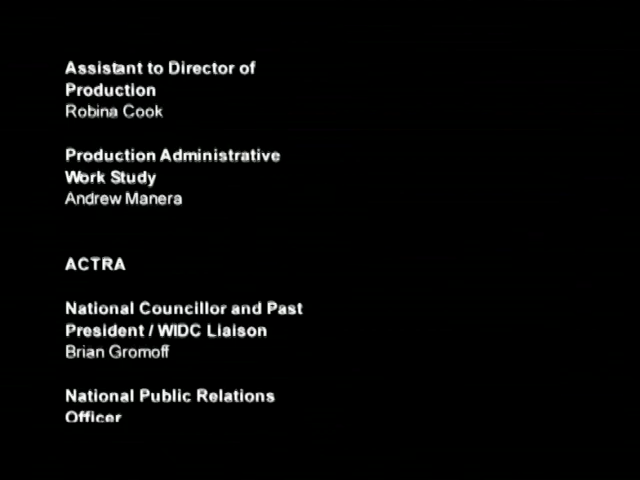 Assistant to Director of
Production
Robina Cook
Production Administrative
Work Study
Andrew Manera
ACTRA
National Councillor and Past
President / WIDC Liaison
Brian Gromoff
National Public Relations
Officer